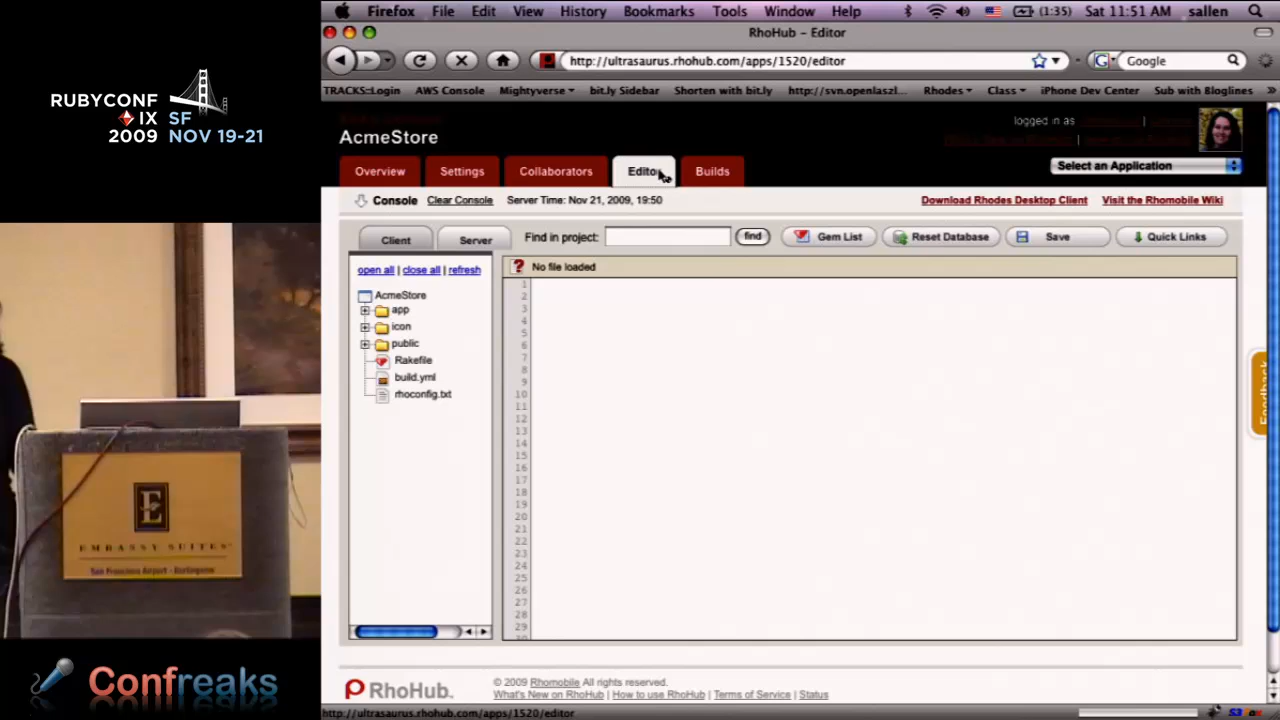 RUBYCONF
IX SF
2009 NOV 19-21
E
EMBASSY SUITES
San Francisco Airport - Burlingame
Confreaks
Firefox File Edit View History Bookmarks Tools Window Help (1:35) Sat 11:51 AM sallen
RhoHub - Editor
http://ultrasaurus.rhohub.com/apps/1520/editor
Google
TRACKS::Login AWS Console Mightyverse bit.ly Sidebar Shorten with bit.ly http://svn.openlaszl... Rhodes Class iPhone Dev Center Sub with Bloglines »
AcmeStore
logged in as
Overview Settings Collaborators Editor Builds
Select an Application
Console Clear Console Server Time: Nov 21, 2009, 19:50 Download Rhodes Desktop Client Visit the Rhomobile Wiki
Client Server Find in project: find Gem List Reset Database Save Quick Links
open all | close all | refresh
No file loaded
AcmeStore
app
icon
public
Rakefile
build.yml
rhoconfig.txt
1
2
3
4
5
6
7
8
9
10
11
12
13
14
15
16
17
18
19
20
21
22
23
24
25
26
27
28
29
Feedback
RhoHub.
© 2009 Rhomobile All rights reserved.
What's New on RhoHub | How to use RhoHub | Terms of Service | Status
http://ultrasaurus.rhohub.com/apps/1520/editor